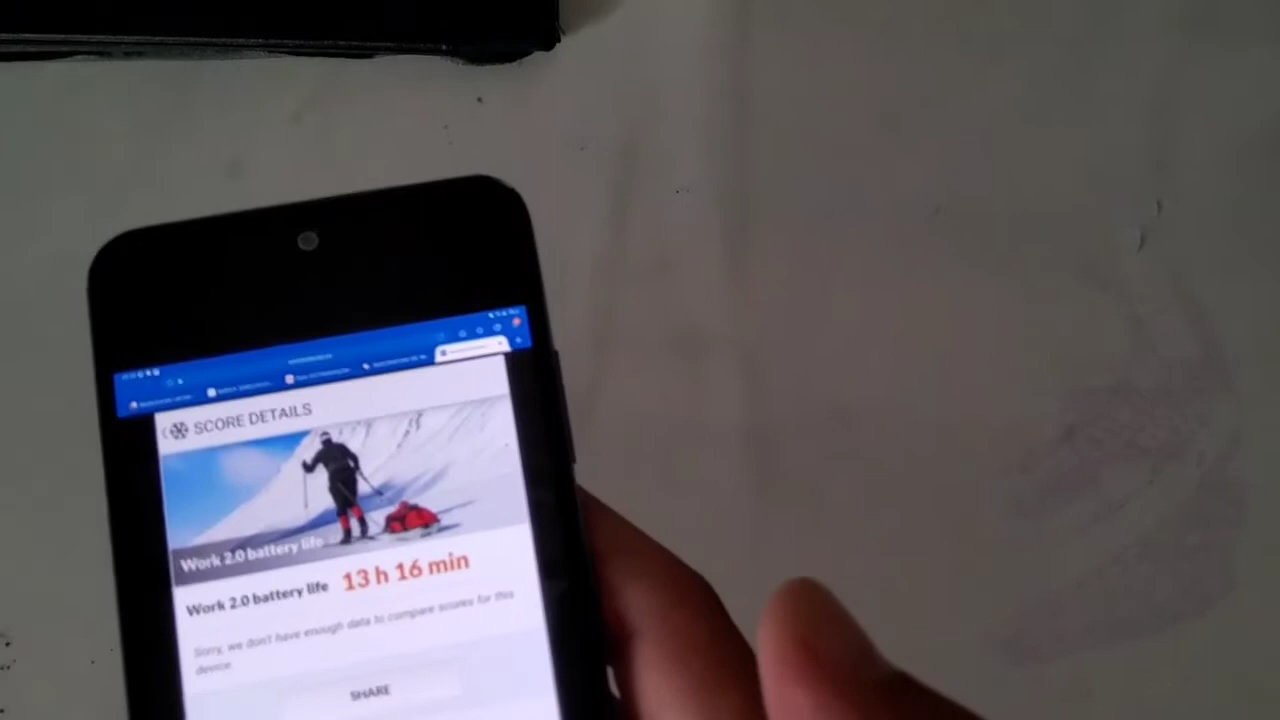 SCORE DETAILS
Work 2.0 battery life
Work 2.0 battery life 13 h 16 min
Sorry, we don't have enough data to compare scores for this
device.
SHARE